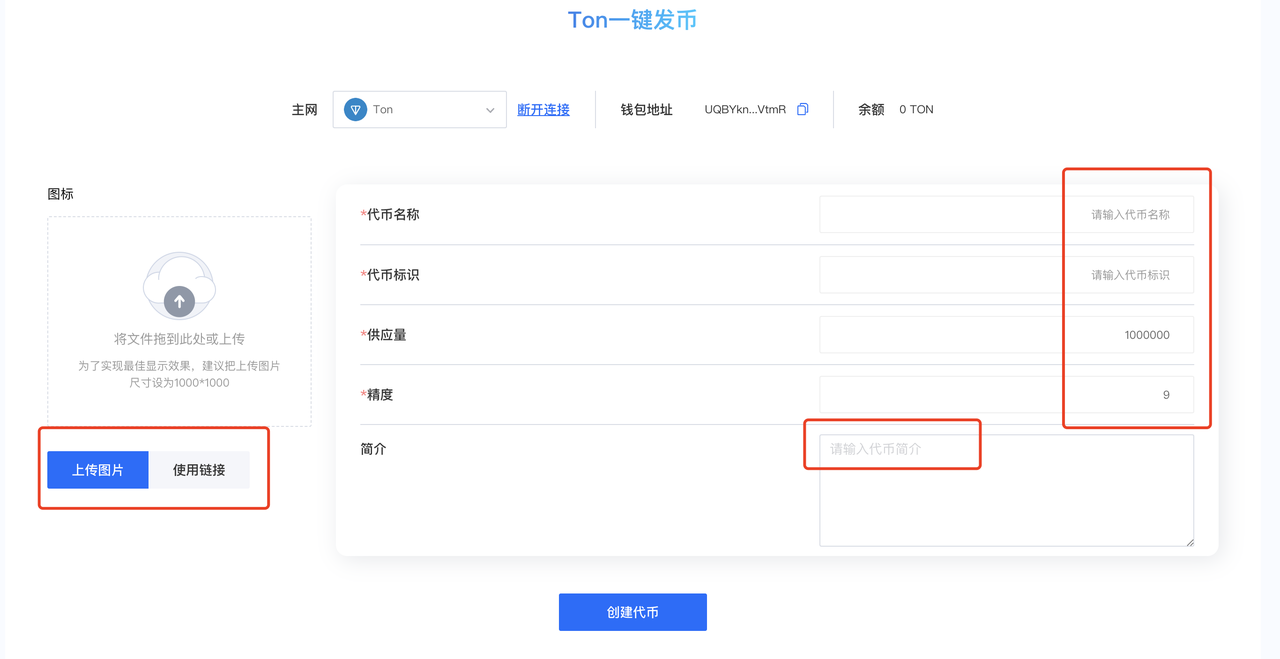 Ton一键发币
主网 Ton 断开连接 钱包地址 UQBYkn...VtmR 余额 0 TON
图标
将文件拖到此处或上传
为了实现最佳显示效果，建议把上传图片
尺寸设为1000*1000
上传图片 使用链接
*代币名称 请输入代币名称
*代币标识 请输入代币标识
*供应量 1000000
*精度 9
简介 请输入代币简介
创建代币